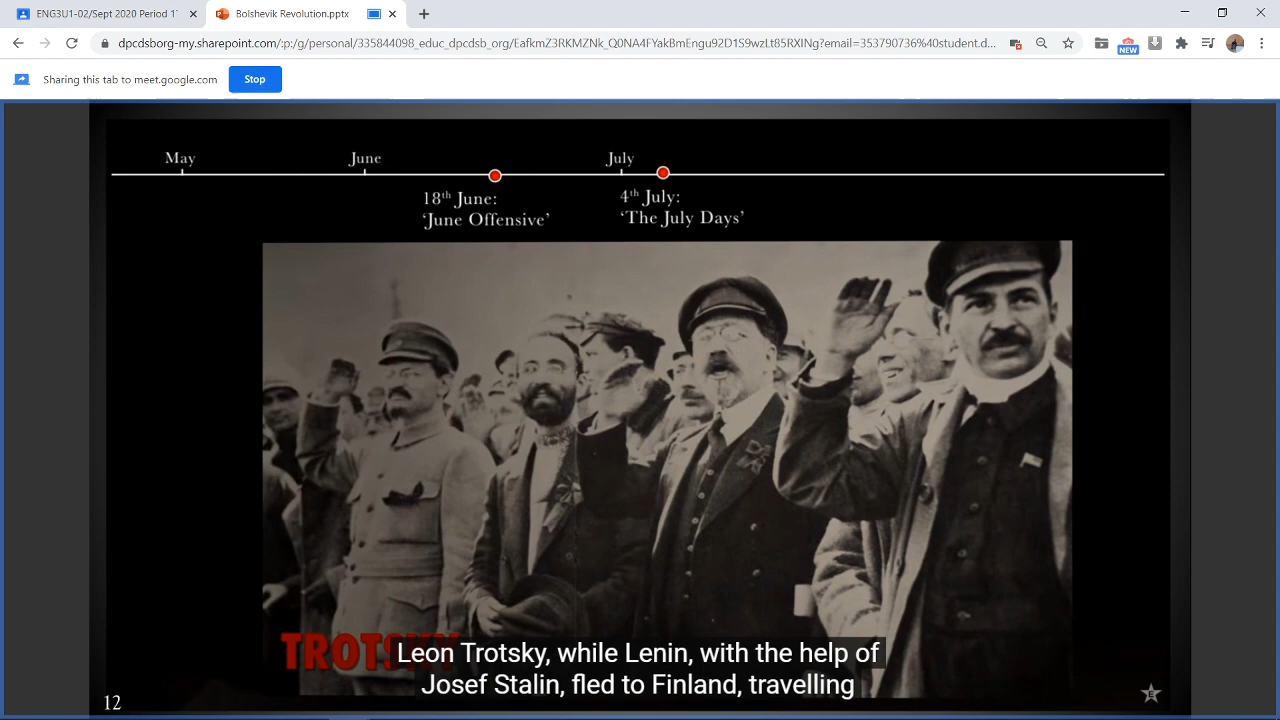 ENG3U1-02/Sept 2020 Period 1
Bolshevik Revolution.pptx
dpcdsborg-my.sharepoint.com/:p:/g/personal/335844098_educ_dpcdsb_org/EafkmZ3RKMZNk_Q0NA4FYakBmEngu92D1S9wzLt85RXINg?email=353790736%40student.d...
NEW
Sharing this tab to meet.google.com
Stop
May
June
July
18th June:
‘June Offensive’
4th July:
‘The July Days’
TROTSKY
Leon Trotsky, while Lenin, with the help of
Josef Stalin, fled to Finland, travelling
12
E